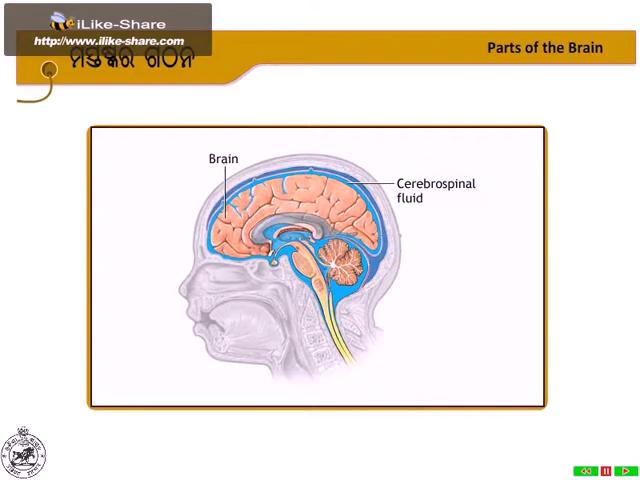 iLike-Share
http://www.ilike-share.com
ମସ୍ତିଷ୍କର ଗଠନ
Parts of the Brain
Brain
Cerebrospinal
fluid